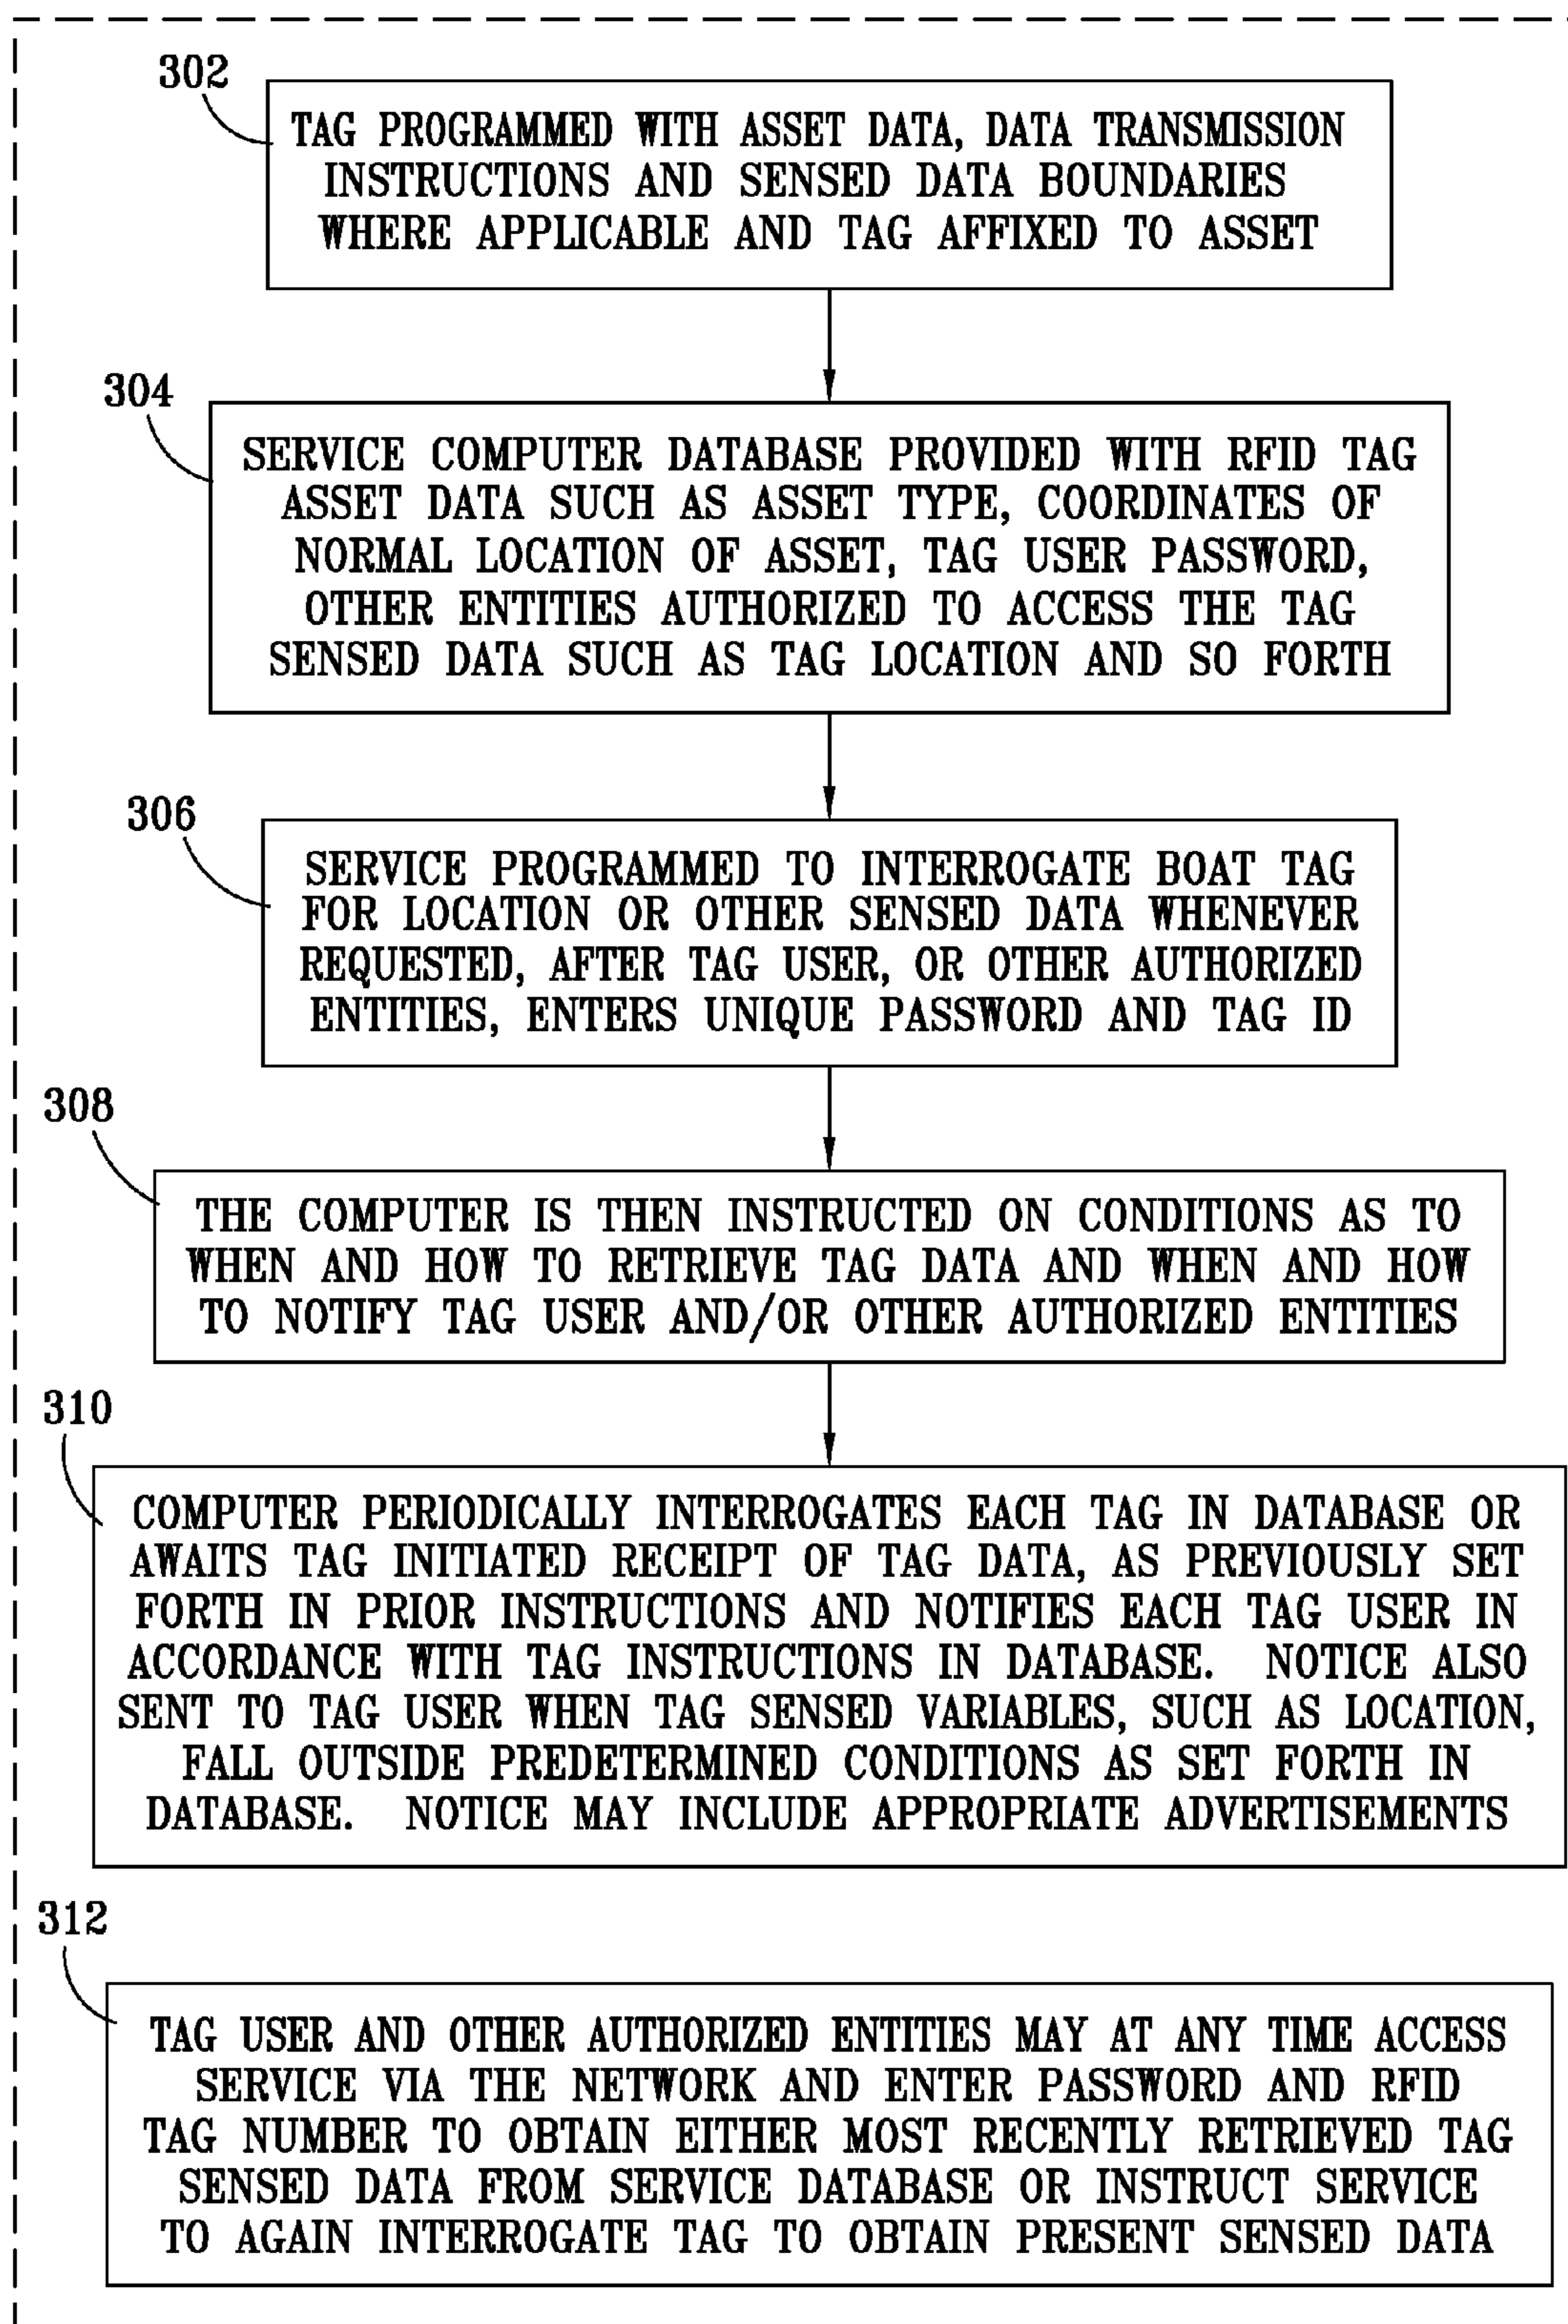 302
TAG PROGRAMMED WITH ASSET DATA, DATA TRANSMISSION
INSTRUCTIONS AND SENSED DATA BOUNDARIES
WHERE APPLICABLE AND TAG AFFIXED TO ASSET
304
SERVICE COMPUTER DATABASE PROVIDED WITH RFID TAG
ASSET DATA SUCH AS ASSET TYPE, COORDINATES OF
NORMAL LOCATION OF ASSET, TAG USER PASSWORD,
OTHER ENTITIES AUTHORIZED TO ACCESS THE TAG
SENSED DATA SUCH AS TAG LOCATION AND SO FORTH
306
SERVICE PROGRAMMED TO INTERROGATE BOAT TAG
FOR LOCATION OR OTHER SENSED DATA WHENEVER
REQUESTED, AFTER TAG USER, OR OTHER AUTHORIZED
ENTITIES, ENTERS UNIQUE PASSWORD AND TAG ID
308
THE COMPUTER IS THEN INSTRUCTED ON CONDITIONS AS TO
WHEN AND HOW TO RETRIEVE TAG DATA AND WHEN AND HOW
TO NOTIFY TAG USER AND/OR OTHER AUTHORIZED ENTITIES
310
COMPUTER PERIODICALLY INTERROGATES EACH TAG IN DATABASE OR
AWAITS TAG INITIATED RECEIPT OF TAG DATA, AS PREVIOUSLY SET
FORTH IN PRIOR INSTRUCTIONS AND NOTIFIES EACH TAG USER IN
ACCORDANCE WITH TAG INSTRUCTIONS IN DATABASE. NOTICE ALSO
SENT TO TAG USER WHEN TAG SENSED VARIABLES, SUCH AS LOCATION,
FALL OUTSIDE PREDETERMINED CONDITIONS AS SET FORTH IN
DATABASE. NOTICE MAY INCLUDE APPROPRIATE ADVERTISEMENTS
312
TAG USER AND OTHER AUTHORIZED ENTITIES MAY AT ANY TIME ACCESS
SERVICE VIA THE NETWORK AND ENTER PASSWORD AND RFID
TAG NUMBER TO OBTAIN EITHER MOST RECENTLY RETRIEVED TAG
SENSED DATA FROM SERVICE DATABASE OR INSTRUCT SERVICE
TO AGAIN INTERROGATE TAG TO OBTAIN PRESENT SENSED DATA